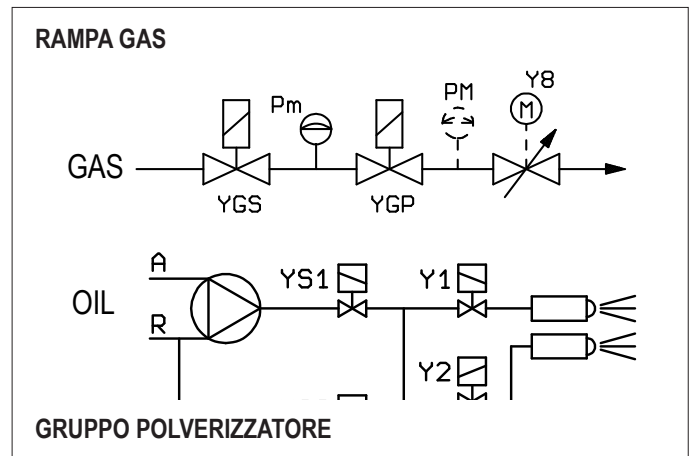 RAMPA GAS
Y8
PM
Pm
M
GAS
YGS
YGP
A
YS1
Y1
OIL
R
Y2
GRUPPO POLVERIZZATORE